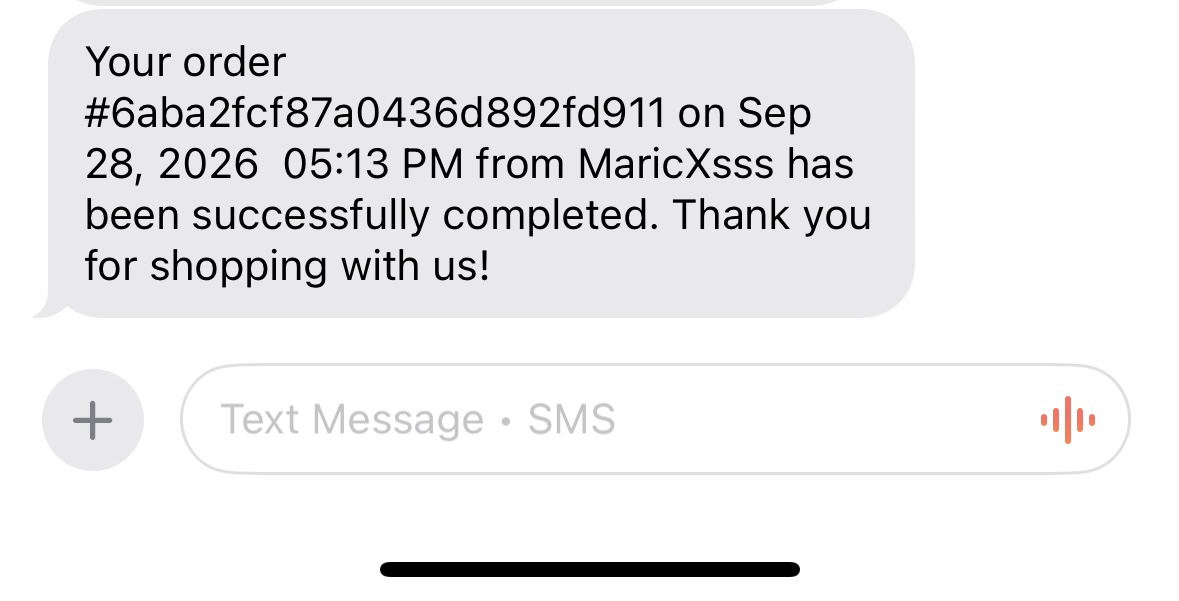 Your order
#6aba2fcf87a0436d892fd911 on Sep
28, 2026  05:13 PM from MaricXsss has
been successfully completed. Thank you
for shopping with us!
Text Message • SMS